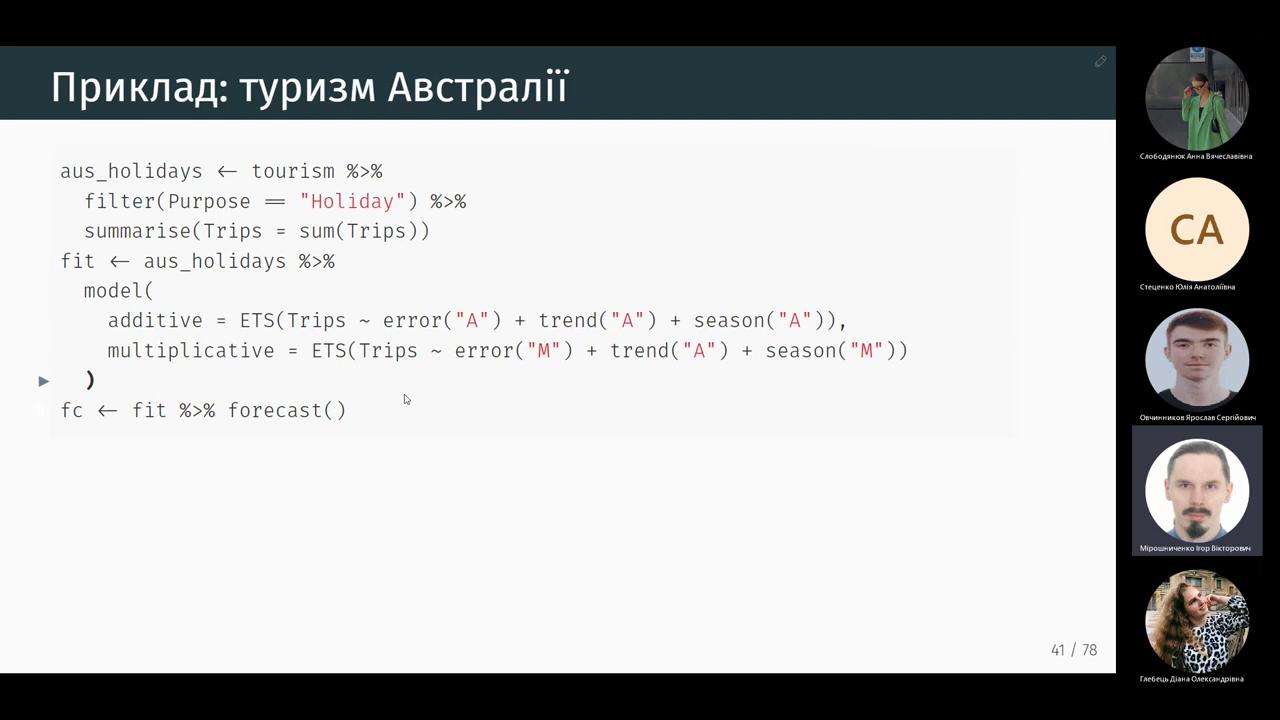 Приклад: туризм Австралії
aus_holidays <- tourism %>%
filter(Purpose == "Holiday") %>%
summarise(Trips = sum(Trips))
fit <- aus_holidays %>%
model(
additive = ETS(Trips ~ error("A") + trend("A") + season("A")),
multiplicative = ETS(Trips ~ error("M") + trend("A") + season("M"))
)
fc <- fit %>% forecast()
41 / 78
Слободянюк Анна Вячеславівна
СА
Стеценко Юлія Анатоліївна
Овчинников Ярослав Сергійович
Мірошниченко Ігор Вікторович
Глебець Діана Олександрівна